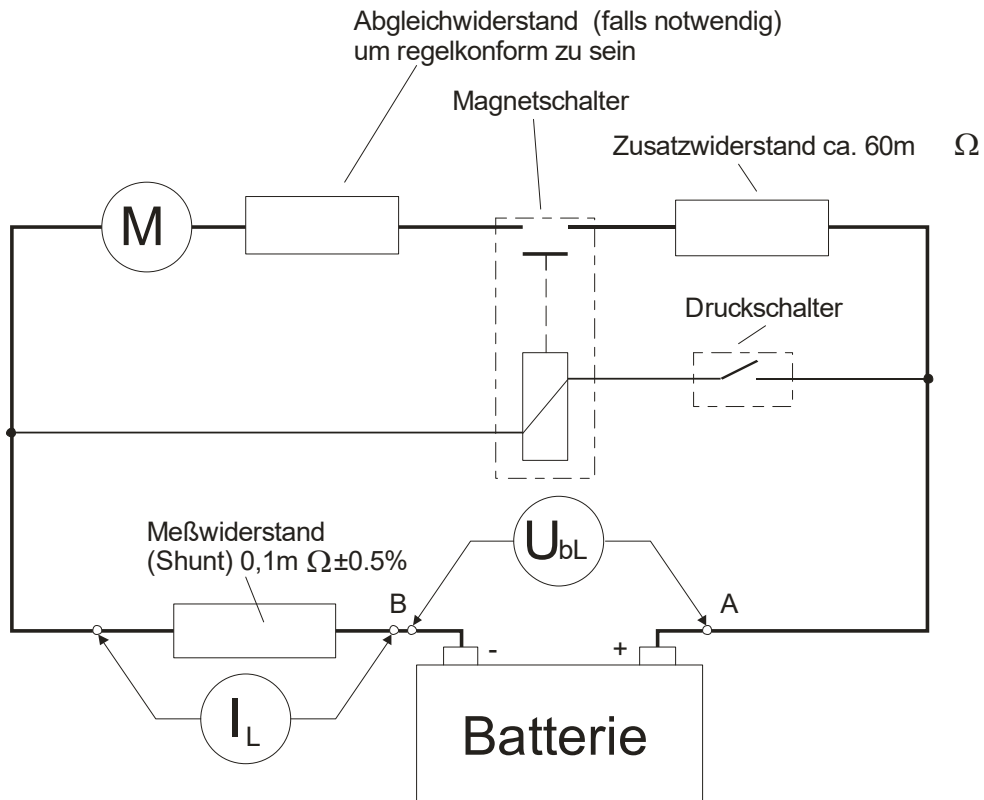 Abgleichwiderstand (falls notwendig)
um regelkonform zu sein
Magnetschalter
Zusatzwiderstand ca. 60m Ω
M
Druckschalter
Meßwiderstand
(Shunt) 0,1m Ω±0.5%
UbL
B
A
- +
IL
Batterie